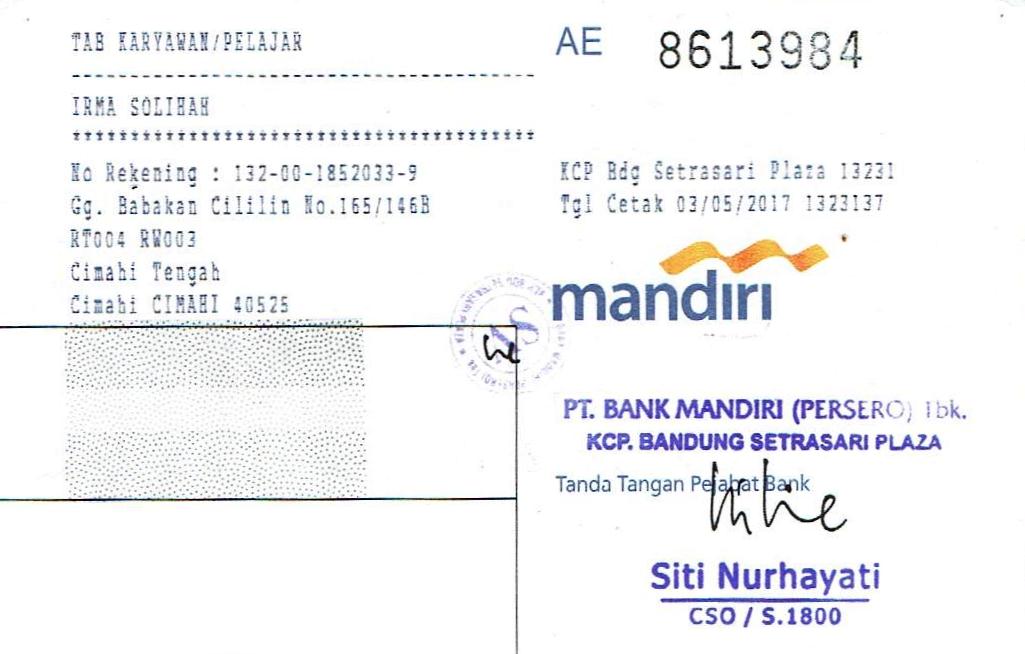 TAB KARYAWAN/PELAJAR
IRMA SOLIHAH
No Rekening : 132-00-1852033-9
Gg. Babakan Cililin No.165/146B
RT004 RW003
Cimahi Tengah
Cimahi CIMAHI 40525
AE 8613984
KCP Bdg Setrasari Plaza 13231
Tgl Cetak 03/05/2017 1323137
mandiri
PT. BANK MANDIRI (PERSERO) Tbk.
KCP. BANDUNG SETRASARI PLAZA
Tanda Tangan Pejabat Bank
Siti Nurhayati
CSO / S.1800